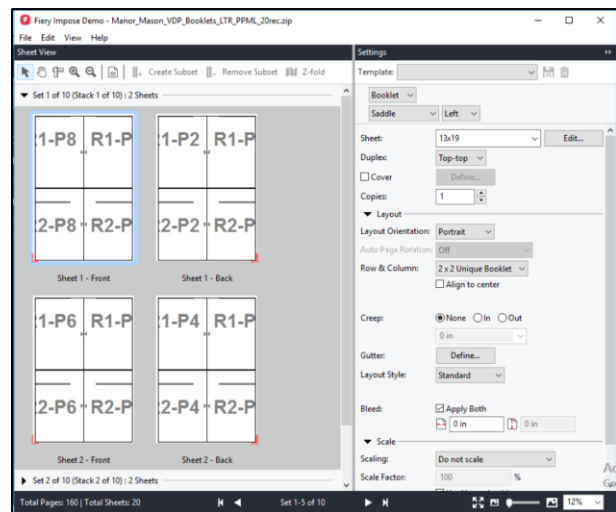 Fiery Impose Demo - Manor_Mason_VDP_Booklets_LTR_PPML_20rec.zip
File Edit View Help
Sheet View
Create Subset Remove Subset Z-fold
Set 1 of 10 (Stack 1 of 10) : 2 Sheets
1-P8 R1-P 1-P2 R1-P
2-P8 R2-P 2-P2 R2-P
Sheet 1 - Front Sheet 1 - Back
1-P6 R1-P 1-P4 R1-P
2-P6 R2-P 2-P4 R2-P
Sheet 2 - Front Sheet 2 - Back
Set 2 of 10 (Stack 2 of 10) : 2 Sheets
Total Pages: 160 | Total Sheets: 20
Set 1-5 of 10
12%
Settings
Template:
Booklet
Saddle Left
Sheet: 13x19 Edit...
Duplex: Top-top
Cover Define...
Copies: 1
Layout
Layout Orientation: Portrait
Auto Page Rotation: Off
Row & Column: 2 x 2 Unique Booklet
Align to center
Creep: None In Out
0 in
Gutter: Define...
Layout Style: Standard
Bleed: Apply Both
0 in 0 in
Scale
Scaling: Do not scale
Scale Factor: 100 %